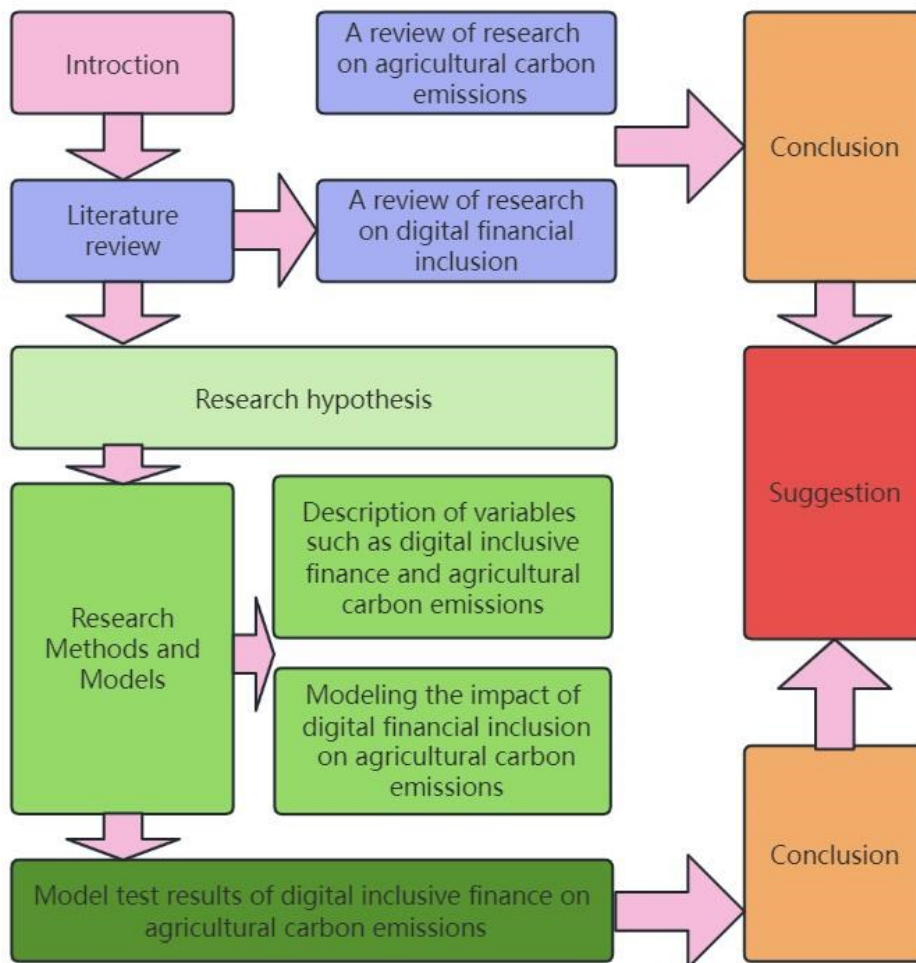 Introction
A review of research
on agricultural carbon
emissions
Conclusion
Literature
review
A review of research
on digital financial
inclusion
Research hypothesis
Suggestion
Research
Methods and
Models
Description of variables
such as digital inclusive
finance and agricultural
carbon emissions
Modeling the impact of
digital financial inclusion
on agricultural carbon
emissions
Conclusion
Model test results of digital inclusive finance on
agricultural carbon emissions